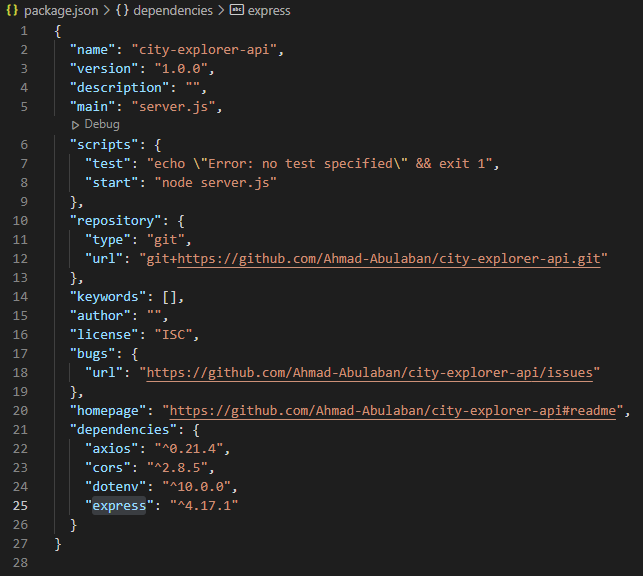 package.json > {} dependencies > abc express
1 {
2 "name": "city-explorer-api",
3 "version": "1.0.0",
4 "description": "",
5 "main": "server.js",
Debug
6 "scripts": {
7 "test": "echo \"Error: no test specified\" && exit 1",
8 "start": "node server.js"
9 },
10 "repository": {
11 "type": "git",
12 "url": "git+https://github.com/Ahmad-Abulaban/city-explorer-api.git"
13 },
14 "keywords": [],
15 "author": "",
16 "license": "ISC",
17 "bugs": {
18 "url": "https://github.com/Ahmad-Abulaban/city-explorer-api/issues"
19 },
20 "homepage": "https://github.com/Ahmad-Abulaban/city-explorer-api#readme",
21 "dependencies": {
22 "axios": "^0.21.4",
23 "cors": "^2.8.5",
24 "dotenv": "^10.0.0",
25 "express": "^4.17.1"
26 }
27 }
28